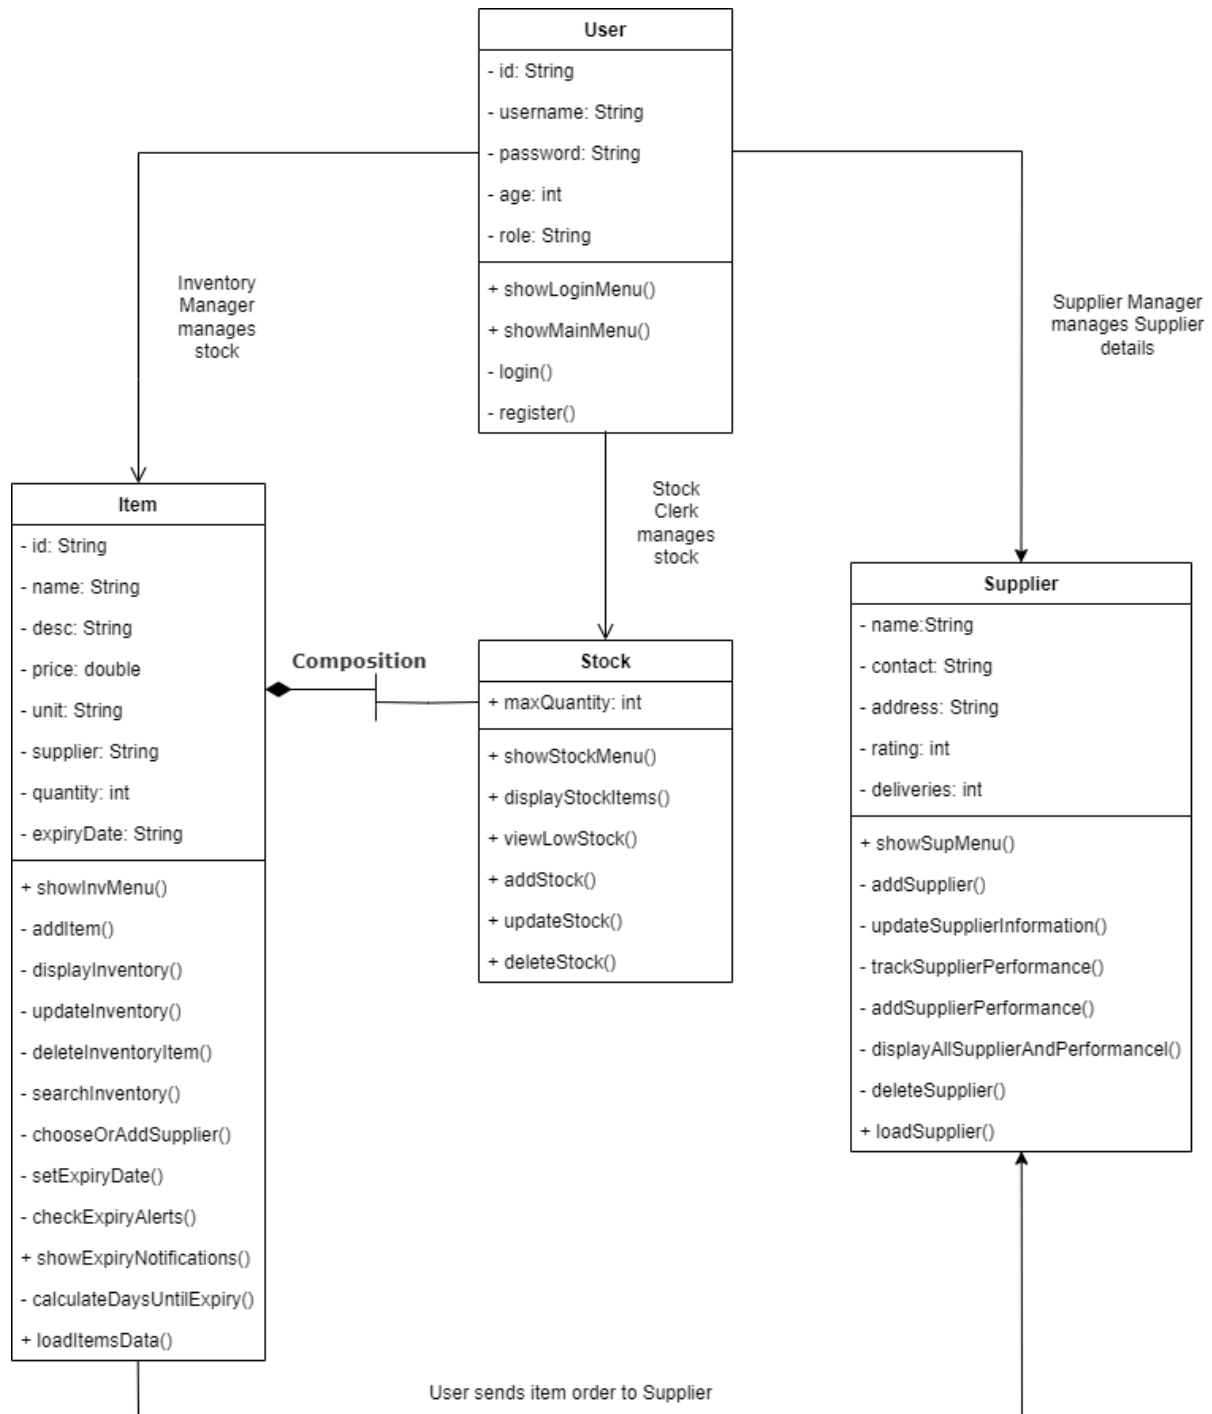 User
- id: String
- username: String
- password: String
- age: int
- role: String
+ showLoginMenu()
+ showMainMenu()
- login()
- register()
Inventory
Manager
manages
stock
Supplier Manager
manages Supplier
details
Stock
Clerk
manages
stock
Item
- id: String
- name: String
- desc: String
- price: double
- unit: String
- supplier: String
- quantity: int
- expiryDate: String
+ showInvMenu()
- addItem()
- displayInventory()
- updateInventory()
- deleteInventoryItem()
- searchInventory()
- chooseOrAddSupplier()
- setExpiryDate()
- checkExpiryAlerts()
+ showExpiryNotifications()
- calculateDaysUntilExpiry()
+ loadItemsData()
Composition
Stock
+ maxQuantity: int
+ showStockMenu()
+ displayStockItems()
+ viewLowStock()
+ addStock()
+ updateStock()
+ deleteStock()
Supplier
- name:String
- contact: String
- address: String
- rating: int
- deliveries: int
+ showSupMenu()
- addSupplier()
- updateSupplierInformation()
- trackSupplierPerformance()
- addSupplierPerformance()
- displayAllSupplierAndPerformancel()
- deleteSupplier()
+ loadSupplier()
User sends item order to Supplier